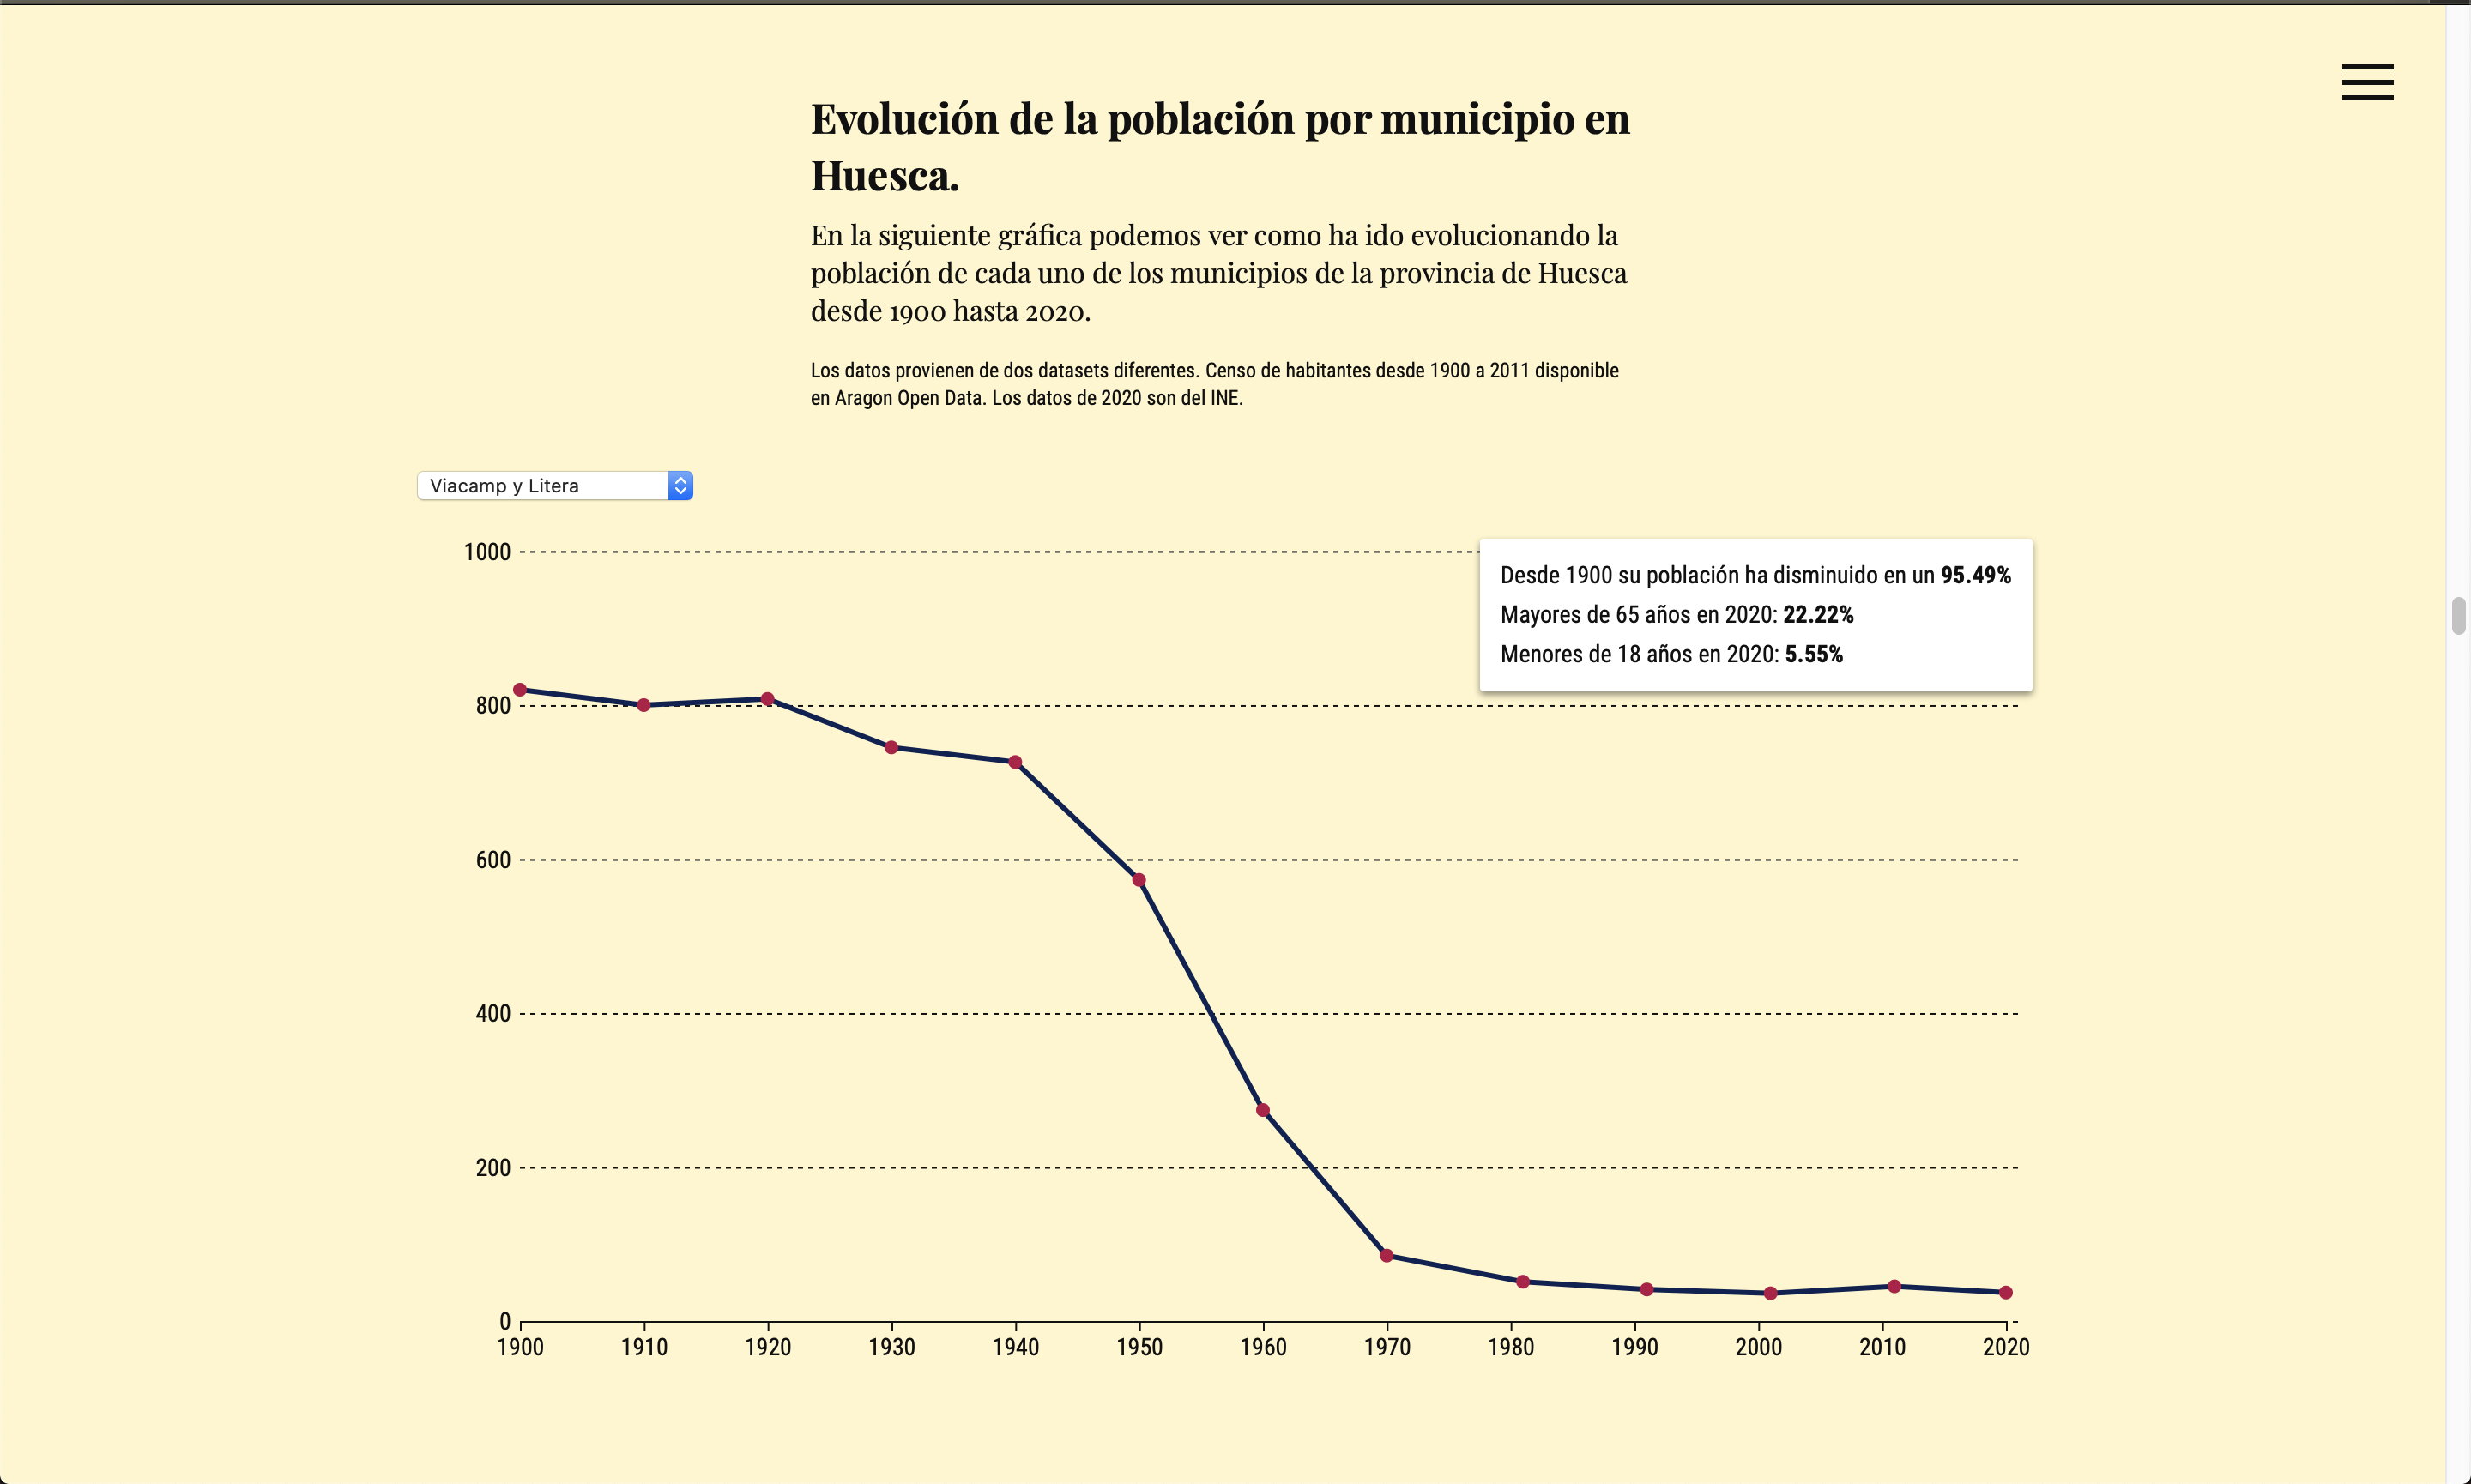 Evolución de la población por municipio en
Huesca.
En la siguiente gráfica podemos ver como ha ido evolucionando la
población de cada uno de los municipios de la provincia de Huesca
desde 1900 hasta 2020.
Los datos provienen de dos datasets diferentes. Censo de habitantes desde 1900 a 2011 disponible
en Aragon Open Data. Los datos de 2020 son del INE.
Viacamp y Litera
Desde 1900 su población ha disminuido en un 95.49%
Mayores de 65 años en 2020: 22.22%
Menores de 18 años en 2020: 5.55%
1000
800
600
400
200
0
1900 1910 1920 1930 1940 1950 1960 1970 1980 1990 2000 2010 2020